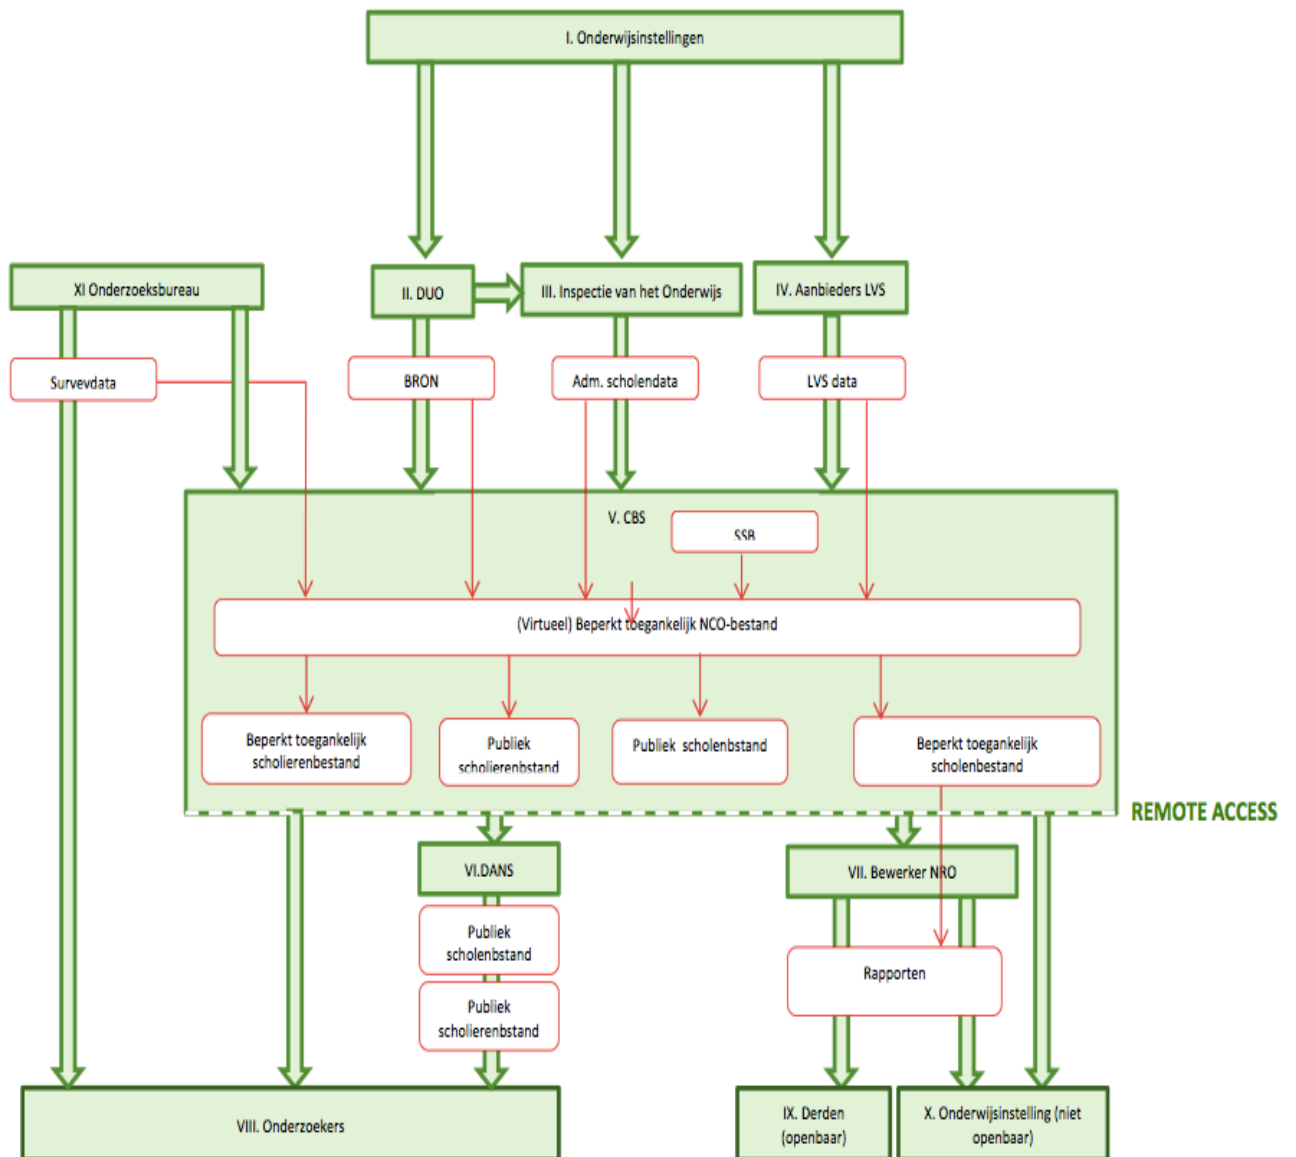 I. Onderwijsinstellingen
XI Onderzoeksbureau
II. DUO
III. Inspectie van het Onderwijs
IV. Aanbieders LVS
Survevdata
BRON
Adm. scholendata
LVS data
V. CBS
SSB
(Virtueel) Beperkt toegankelijk NCO-bestand
Beperkt toegankelijk
scholierenbestand
Publiek
scholierenbstand
Publiek scholenbstand
Beperkt toegankelijk
scholenbestand
REMOTE ACCESS
VI.DANS
VII. Bewerker NRO
Publiek
scholenbstand
Rapporten
Publiek
scholierenbstand
VIII. Onderzoekers
IX. Derden
(openbaar)
X. Onderwijsinstelling (niet
openbaar)